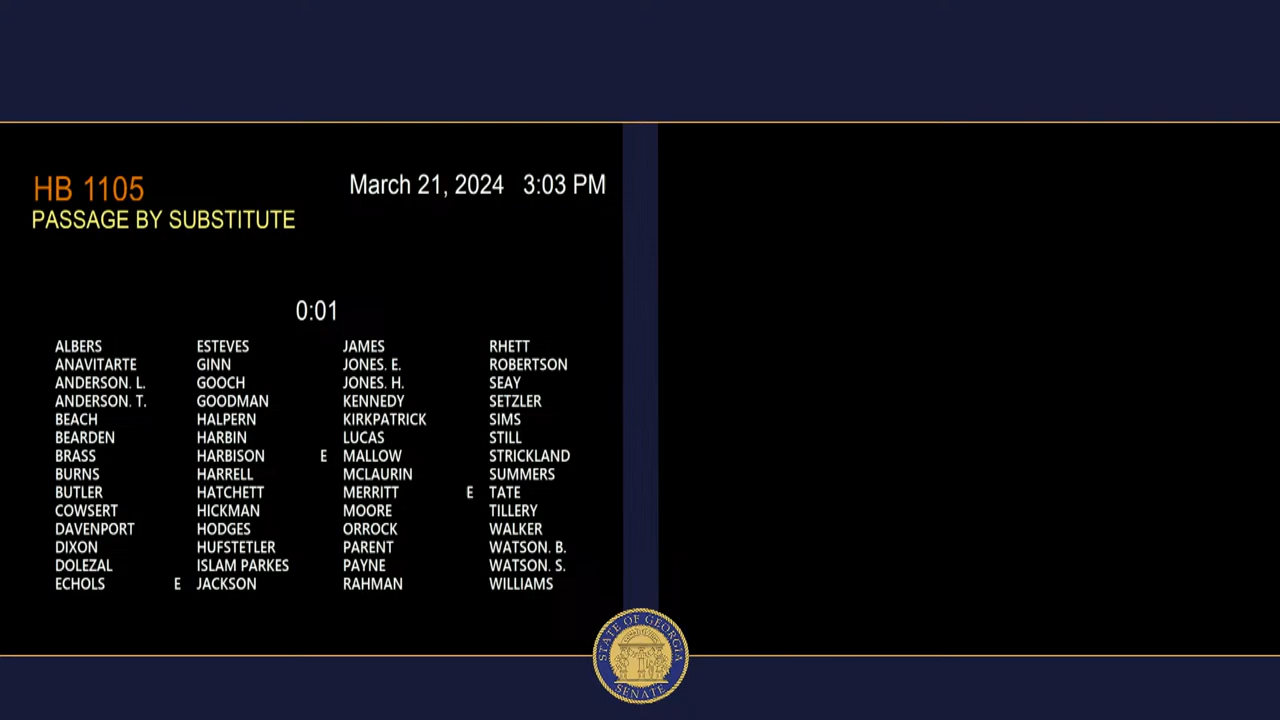 HB 1105
March 21, 2024 3:03 PM
PASSAGE BY SUBSTITUTE
0:01
ALBERS ESTEVES JAMES RHETT
ANAVITARTE GINN JONES. E. ROBERTSON
ANDERSON. L. GOOCH JONES. H. SEAY
ANDERSON. T. GOODMAN KENNEDY SETZLER
BEACH HALPERN KIRKPATRICK SIMS
BEARDEN HARBIN LUCAS STILL
BRASS HARBISON E MALLOW STRICKLAND
BURNS HARRELL MCLAURIN SUMMERS
BUTLER HATCHETT MERRITT E TATE
COWSERT HICKMAN MOORE TILLERY
DAVENPORT HODGES ORROCK WALKER
DIXON HUFSTETLER PARENT WATSON. B.
DOLEZAL ISLAM PARKES PAYNE WATSON. S.
ECHOLS E JACKSON RAHMAN WILLIAMS
STATE OF GEORGIA
SENATE